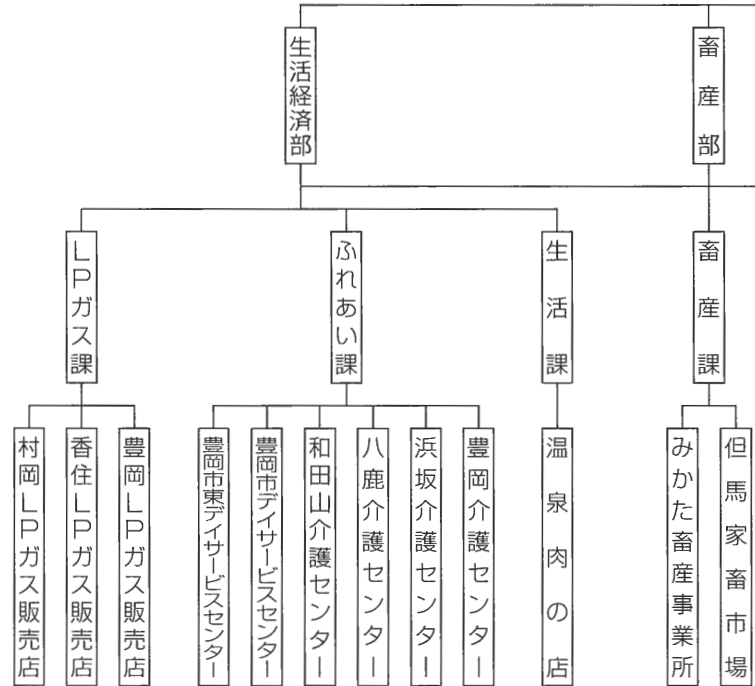 畜産部
生活経済部
畜産課
生活課
ふれあい課
LPガス課
但馬家畜市場
みかた畜産事業所
温泉肉の店
豊岡介護センター
浜坂介護センター
八鹿介護センター
和田山介護センター
豊岡市デイサービスセンター
豊岡市東デイサービスセンター
豊岡LPガス販売店
香住LPガス販売店
村岡LPガス販売店